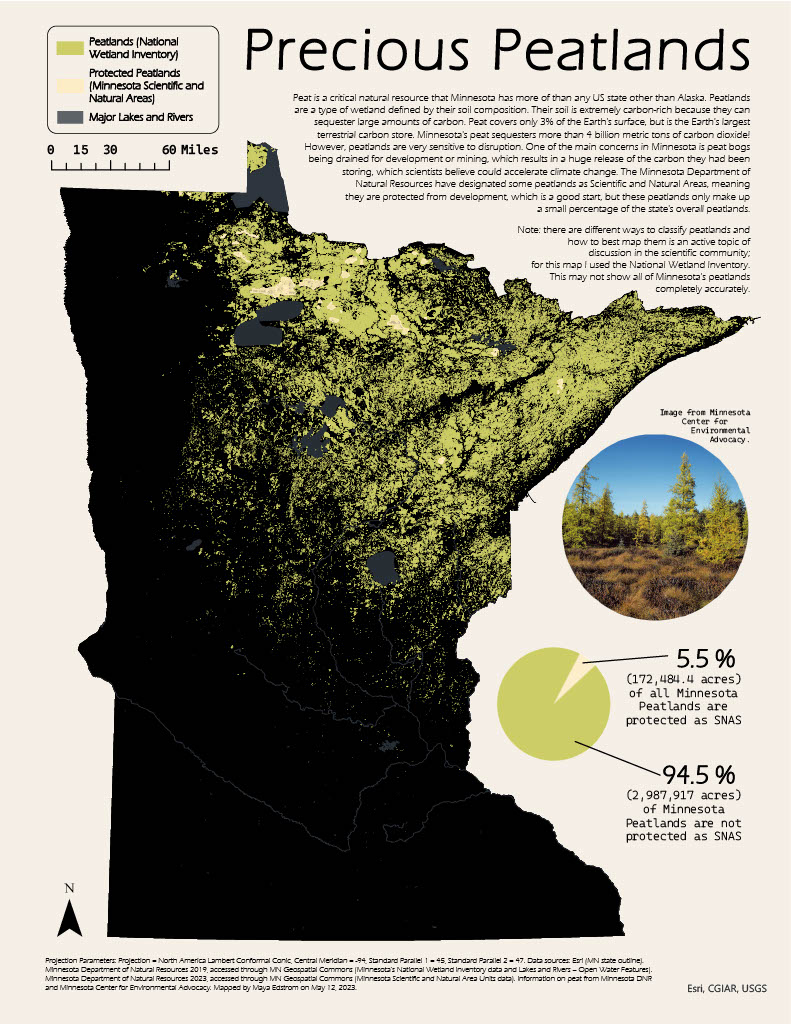 Precious Peatlands
Peatlands (National
Wetland Inventory)
Protected Peatlands
(Minnesota Scientific and
Natural Areas)
Major Lakes and Rivers
0 15 30 60 Miles
Peat is a critical natural resource that Minnesota has more of than any US state other than Alaska. Peatlands
are a type of wetland defined by their soil composition. Their soil is extremely carbon-rich because they can
sequester large amounts of carbon. Peat covers only 3% of the Earth's surface, but is the Earth's largest
terrestrial carbon store. Minnesota's peat sequesters more than 4 billion metric tons of carbon dioxide!
However, peatlands are very sensitive to disruption. One of the main concerns in Minnesota is peat bogs
being drained for development or mining, which results in a huge release of the carbon they had been
storing, which scientists believe could accelerate climate change. The Minnesota Department of
Natural Resources have designated some peatlands as Scientific and Natural Areas, meaning
they are protected from development, which is a good start, but these peatlands only make up
a small percentage of the state's overall peatlands.
Note: there are different ways to classify peatlands and
how to best map them is an active topic of
discussion in the scientific community;
for this map I used the National Wetland Inventory.
This may not show all of Minnesota's peatlands
completely accurately.
Image from Minnesota
Center for
Environmental
Advocacy.
5.5 %
(172,484.4 acres)
of all Minnesota
Peatlands are
protected as SNAS
94.5 %
(2,987,917 acres)
of Minnesota
Peatlands are not
protected as SNAS
N
Projection Parameters: Projection = North America Lambert Conformal Conic, Central Meridian = -94, Standard Parallel 1 = 45, Standard Parallel 2 = 47. Data sources: Esri (MN state outline).
Minnesota Department of Natural Resources 2019, accessed through MN Geospatial Commons (Minnesota's National Wetland Inventory data and Lakes and Rivers – Open Water Features).
Minnesota Department of Natural Resources 2023, accessed through MN Geospatial Commons (Minnesota Scientific and Natural Area Units data). Information on peat from Minnesota DNR
and Minnesota Center for Environmental Advocacy. Mapped by Maya Edstrom on May 12, 2023.
Esri, CGIAR, USGS